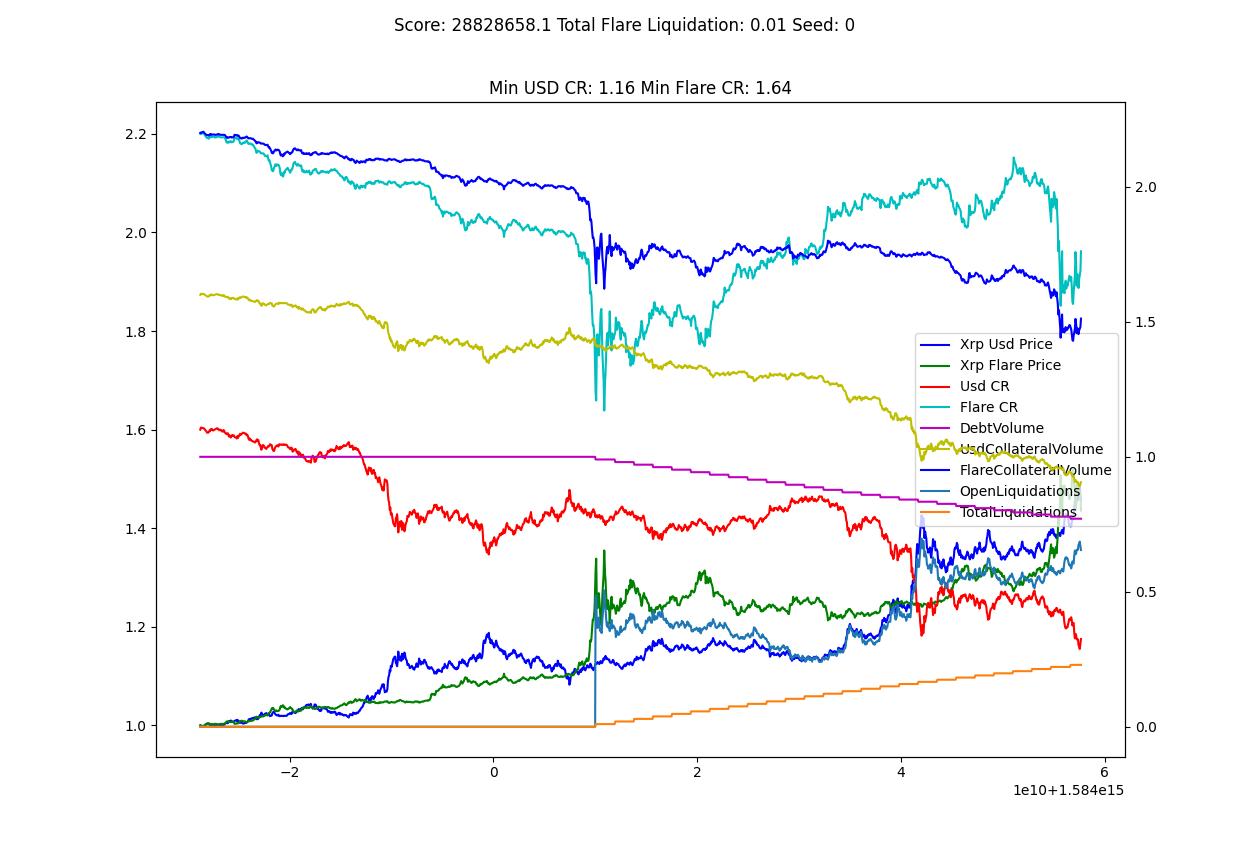 Score: 28828658.1 Total Flare Liquidation: 0.01 Seed: 0
Min USD CR: 1.16 Min Flare CR: 1.64
2.2
2.0
1.8
1.6
1.4
1.2
1.0
2.0
1.5
1.0
0.5
0.0
Xrp Usd Price
Xrp Flare Price
Usd CR
Flare CR
DebtVolume
UsdCollateralVolume
FlareCollateralVolume
OpenLiquidations
TotalLiquidations
−2 0 2 4 6
1e10+1.584e15